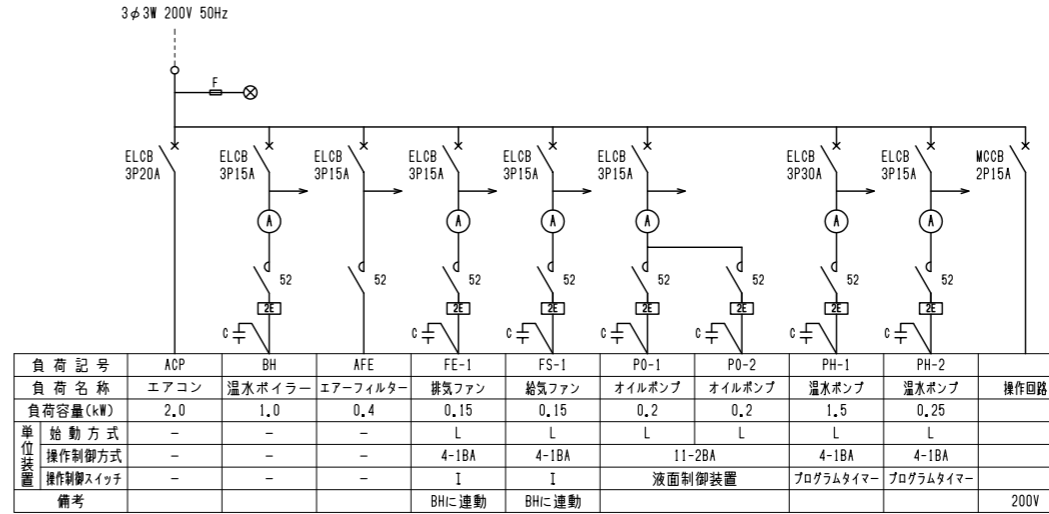 3φ3W 200V 50Hz
F
ELCB 3P20A
ELCB 3P15A
ELCB 3P15A
ELCB 3P15A
ELCB 3P15A
ELCB 3P15A
ELCB 3P30A
ELCB 3P15A
MCCB 2P15A
A A A A A A
52 52 52 52 52 52 52 52
2E 2E 2E 2E 2E 2E 2E
C C C C C C C
負荷記号 ACP BH AFE FE-1 FS-1 PO-1 PO-2 PH-1 PH-2
負荷名称 エアコン 温水ボイラー エアーフィルター 排気ファン 給気ファン オイルポンプ オイルポンプ 温水ポンプ 温水ポンプ 操作回路
負荷容量(kW) 2.0 1.0 0.4 0.15 0.15 0.2 0.2 1.5 0.25
単位装置
始動方式 - - - L L L L L L
操作制御方式 - - - 4-1BA 4-1BA 11-2BA 4-1BA 4-1BA
操作制御スイッチ - - - I I 液面制御装置 プログラムタイマー プログラムタイマー
備考 BHに連動 BHに連動 200V